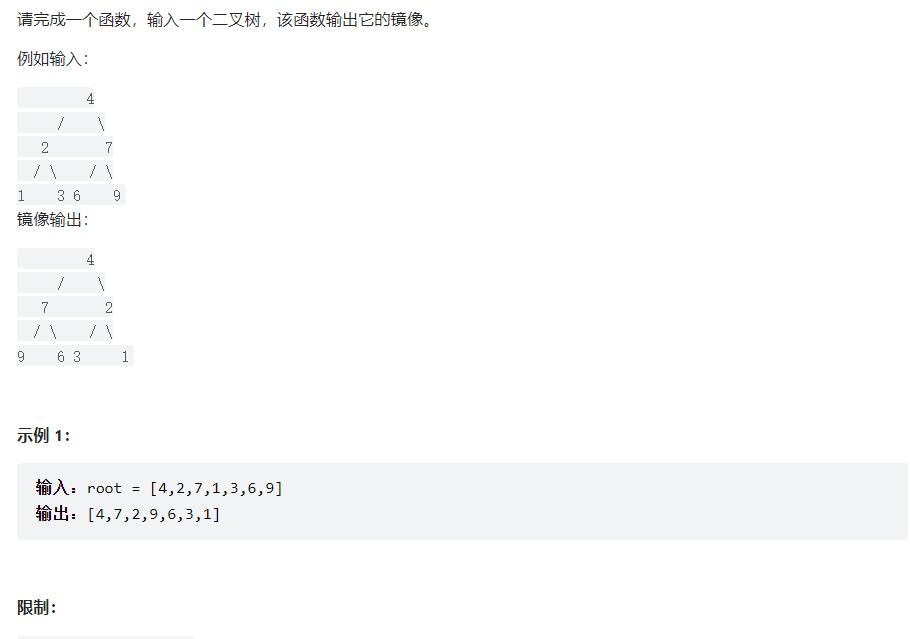 请完成一个函数，输入一个二叉树，该函数输出它的镜像。
例如输入：
4
/ \
2 7
/ \ / \
1 3 6 9
镜像输出：
4
/ \
7 2
/ \ / \
9 6 3 1
示例 1：
输入：root = [4,2,7,1,3,6,9]
输出：[4,7,2,9,6,3,1]
限制：